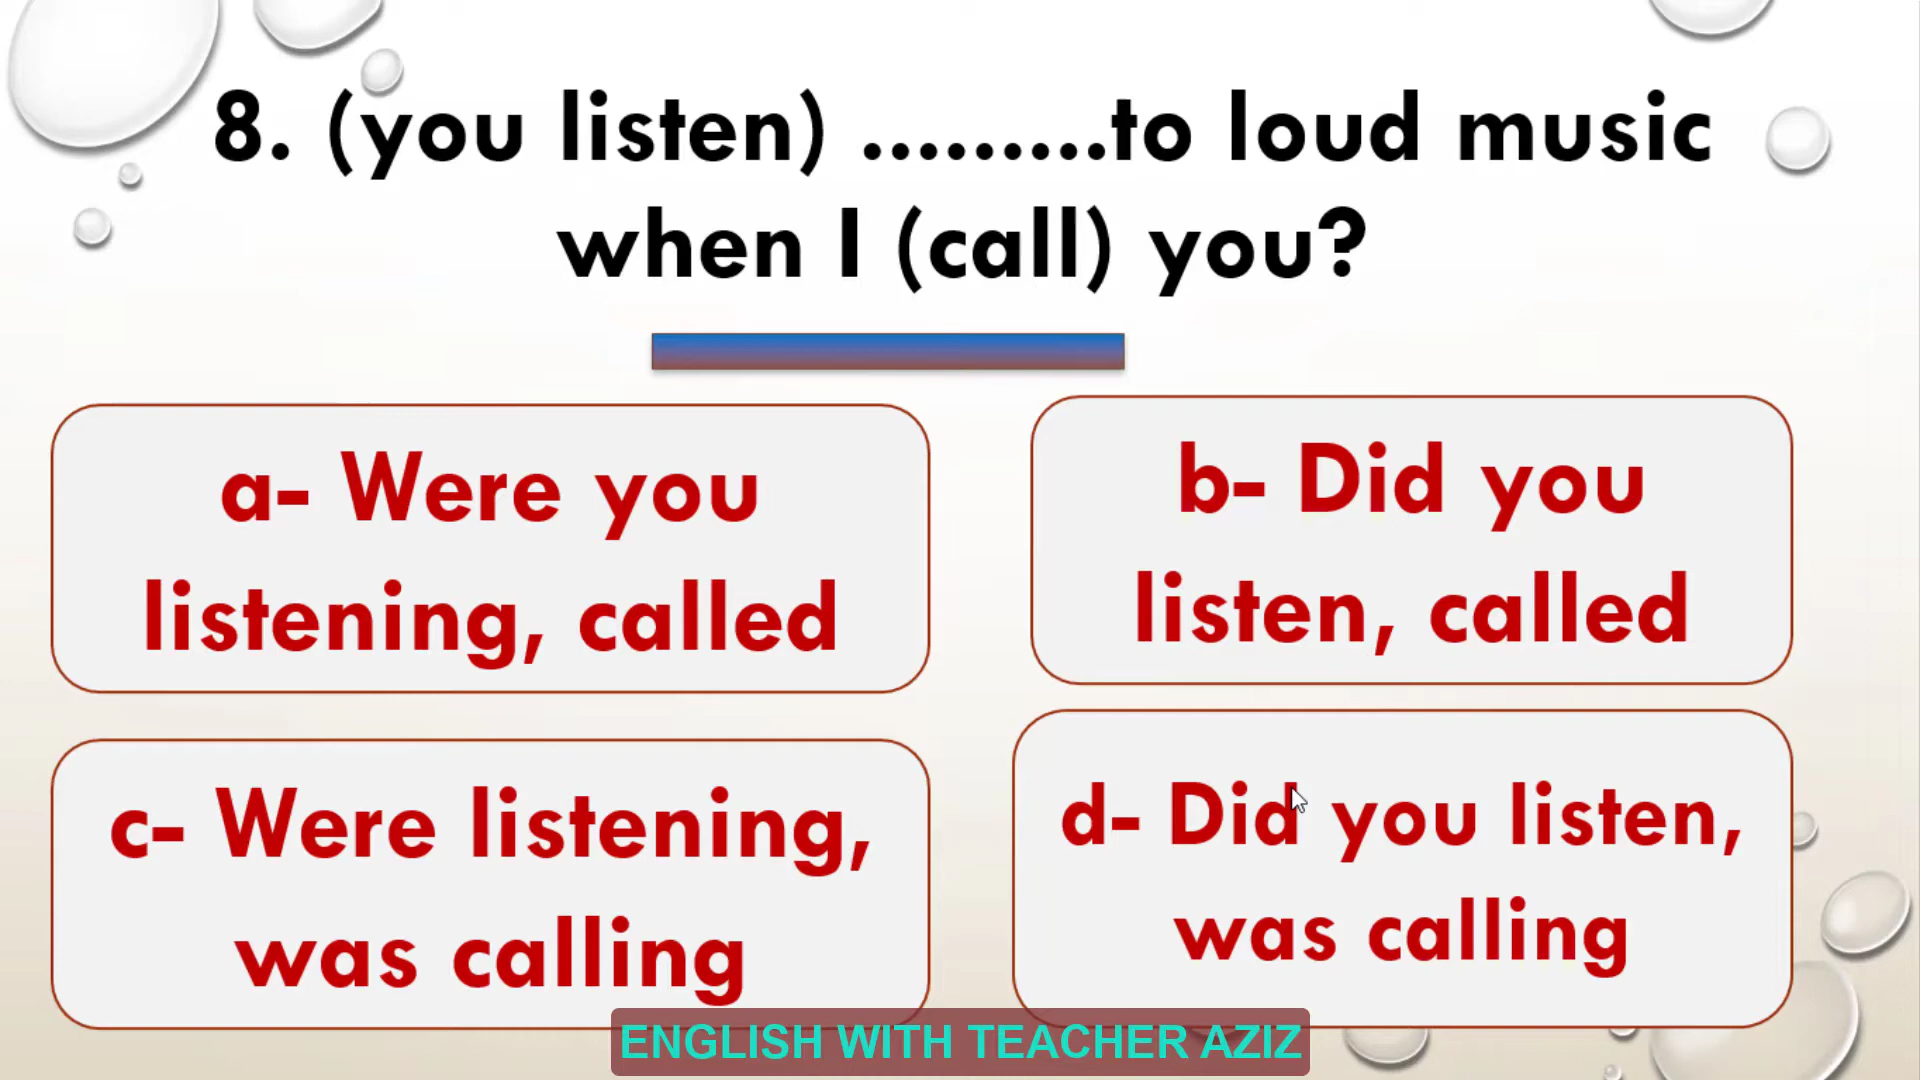 8. (you listen) .........to loud music
when I (call) you?
a- Were you
listening, called
b- Did you
listen, called
c- Were listening,
was calling
d- Did you listen,
was calling
ENGLISH WITH TEACHER AZIZ